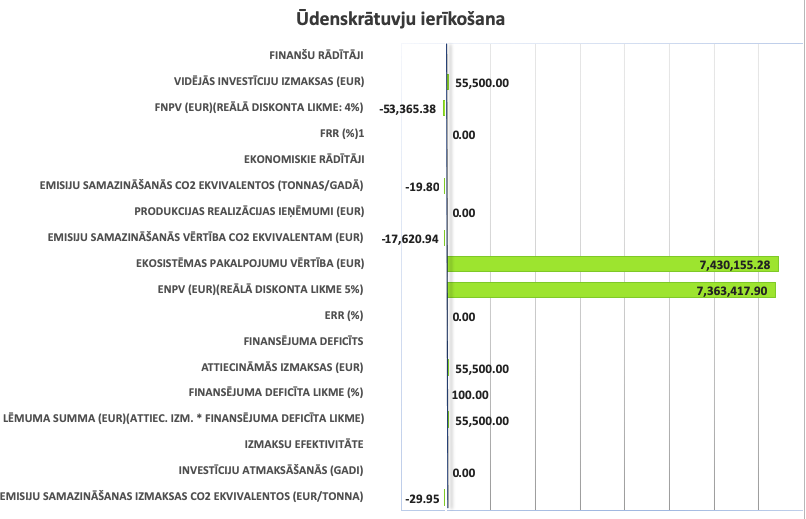 Ūdenskrātuvju ierīkošana
FINANŠU RĀDĪTĀJI
VIDĒJĀS INVESTĪCIJU IZMAKSAS (EUR) 55,500.00
FNPV (EUR)(REĀLĀ DISKONTA LIKME: 4%) -53,365.38
FRR (%)1 0.00
EKONOMISKIE RĀDĪTĀJI
EMISIJU SAMAZINĀŠANĀS CO2 EKVIVALENTOS (TONNAS/GADĀ) -19.80
PRODUKCIJAS REALIZĀCIJAS IEŅĒMUMI (EUR) 0.00
EMISIJU SAMAZINĀŠANĀS VĒRTĪBA CO2 EKVIVALENTAM (EUR) -17,620.94
EKOSISTĒMAS PAKALPOJUMU VĒRTĪBA (EUR) 7,430,155.28
ENPV (EUR)(REĀLĀ DISKONTA LIKME 5%) 7,363,417.90
ERR (%) 0.00
FINANSĒJUMA DEFICĪTS
ATTIECINĀMĀS IZMAKSAS (EUR) 55,500.00
FINANSĒJUMA DEFICĪTA LIKME (%) 100.00
LĒMUMA SUMMA (EUR)(ATTIEC. IZM. * FINANSĒJUMA DEFICĪTA LIKME) 55,500.00
IZMAKSU EFEKTIVITĀTE
INVESTĪCIJU ATMAKSĀŠANĀS (GADI) 0.00
EMISIJU SAMAZINĀŠANAS IZMAKSAS CO2 EKVIVALENTOS (EUR/TONNA) -29.95